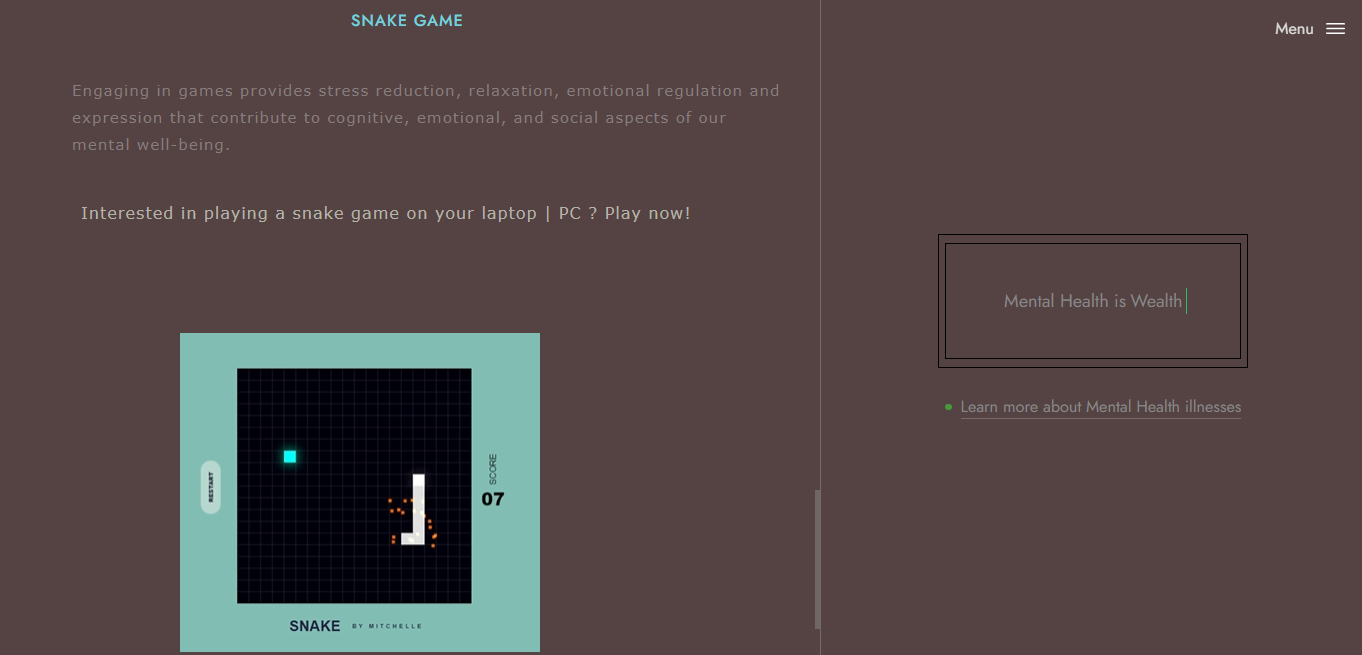 SNAKE GAME
Menu
Engaging in games provides stress reduction, relaxation, emotional regulation and
expression that contribute to cognitive, emotional, and social aspects of our
mental well-being.
Interested in playing a snake game on your laptop | PC ? Play now!
RESTART
SCORE
07
SNAKE BY MITCHELLE
Mental Health is Wealth
Learn more about Mental Health illnesses